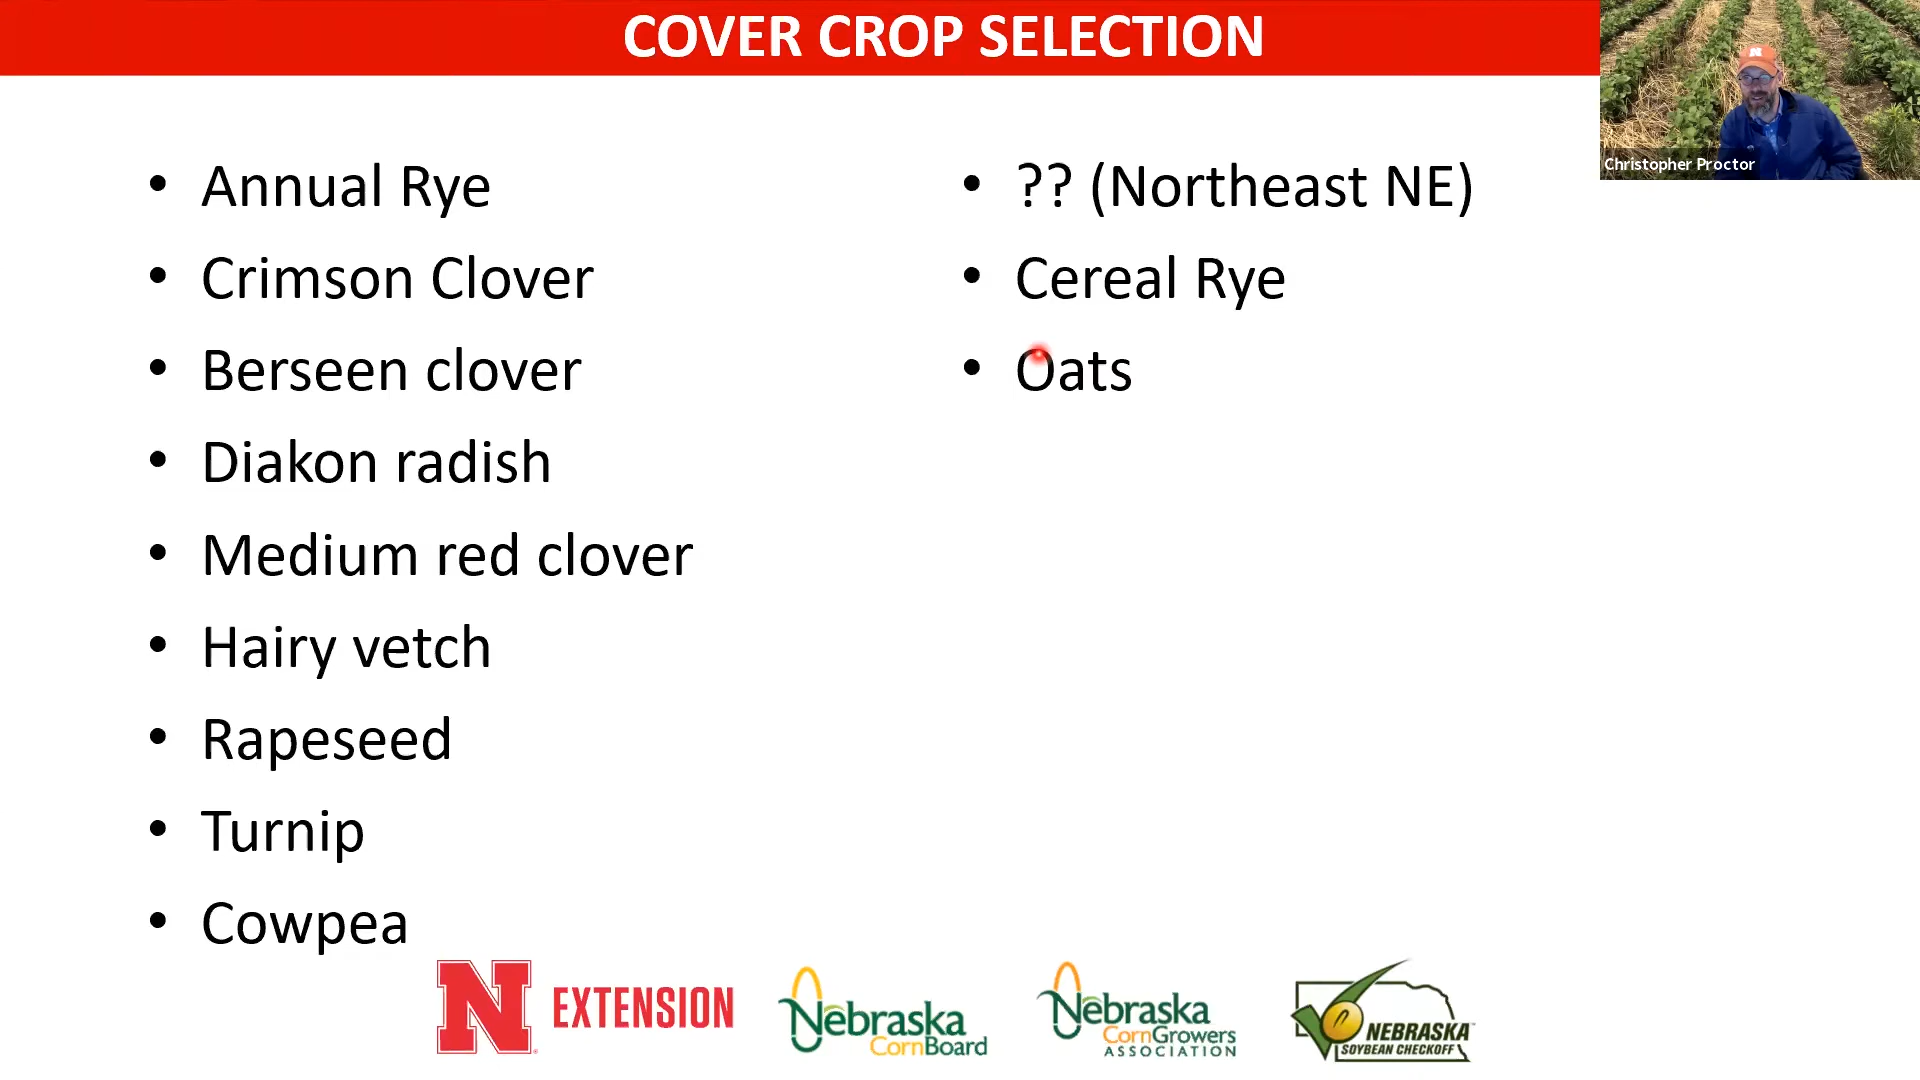 COVER CROP SELECTION
N
Christopher Proctor
• Annual Rye
• Crimson Clover
• Berseen clover
• Diakon radish
• Medium red clover
• Hairy vetch
• Rapeseed
• Turnip
• Cowpea
• ?? (Northeast NE)
• Cereal Rye
• Oats
N EXTENSION
Nebraska
CornBoard
Nebraska
CornGrowers
ASSOCIATION
NEBRASKA
SOYBEAN CHECKOFF